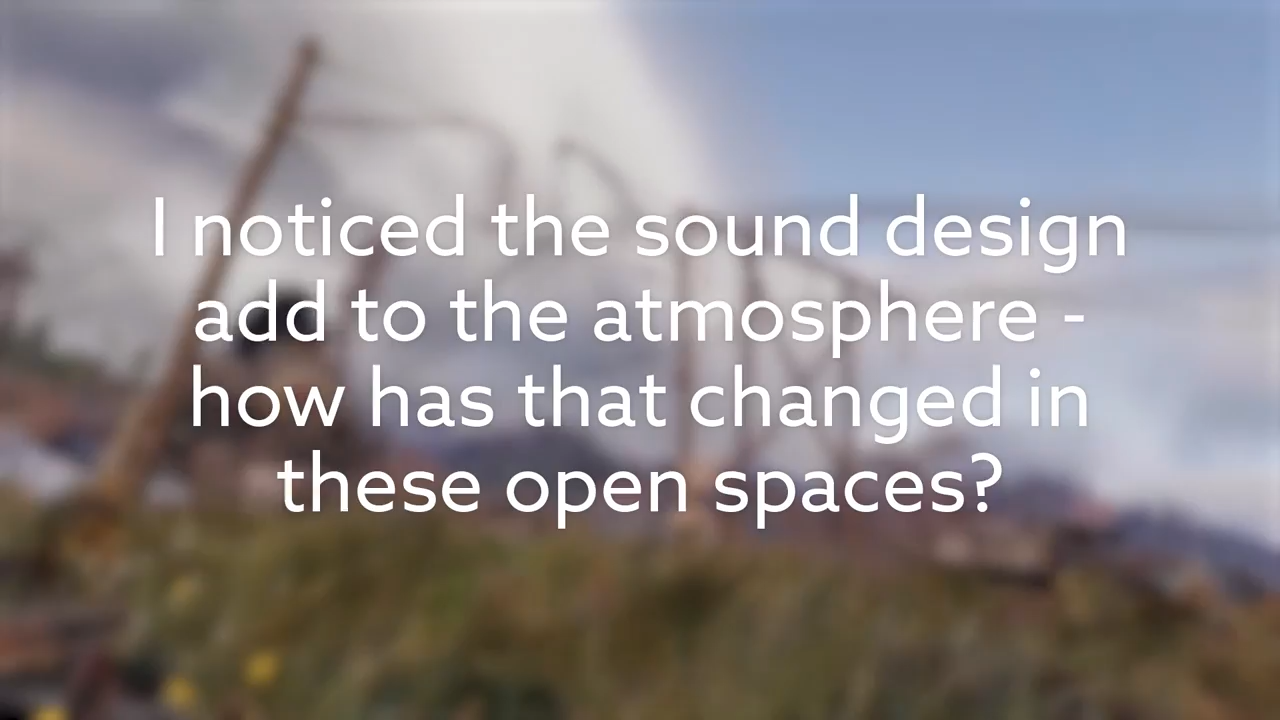 I noticed the sound design
add to the atmosphere -
how has that changed in
these open spaces?